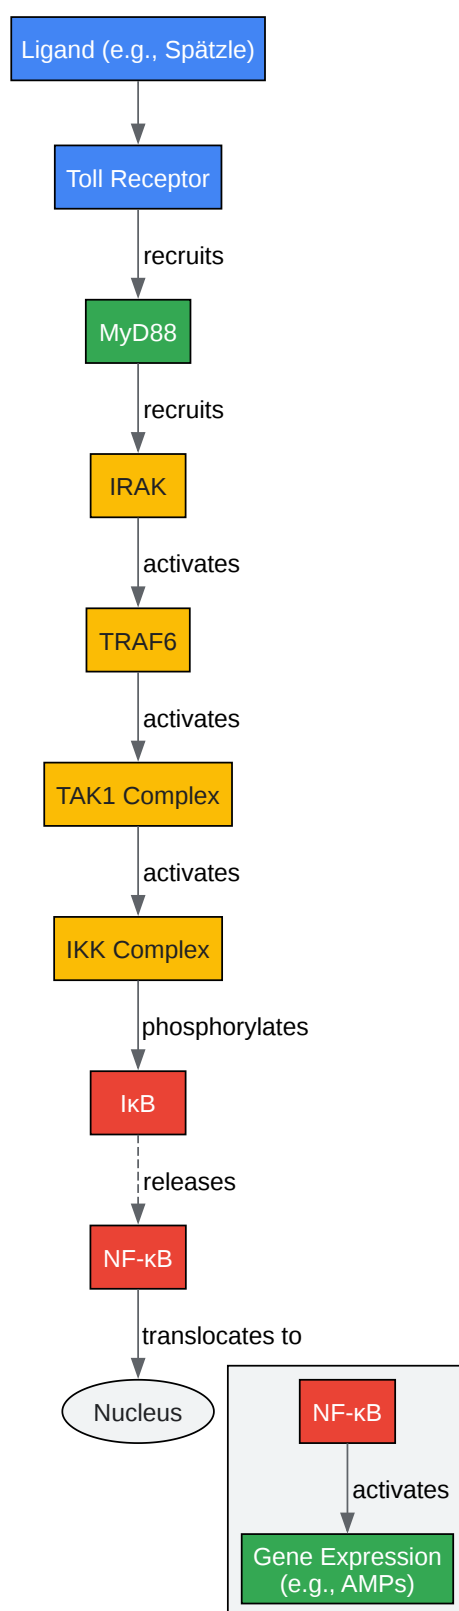 Ligand (e.g., Spätzle)
Toll Receptor
recruits
MyD88
recruits
IRAK
activates
TRAF6
activates
TAK1 Complex
activates
IKK Complex
phosphorylates
IκB
releases
NF-κB
translocates to
Nucleus
NF-κB
activates
Gene Expression
(e.g., AMPs)